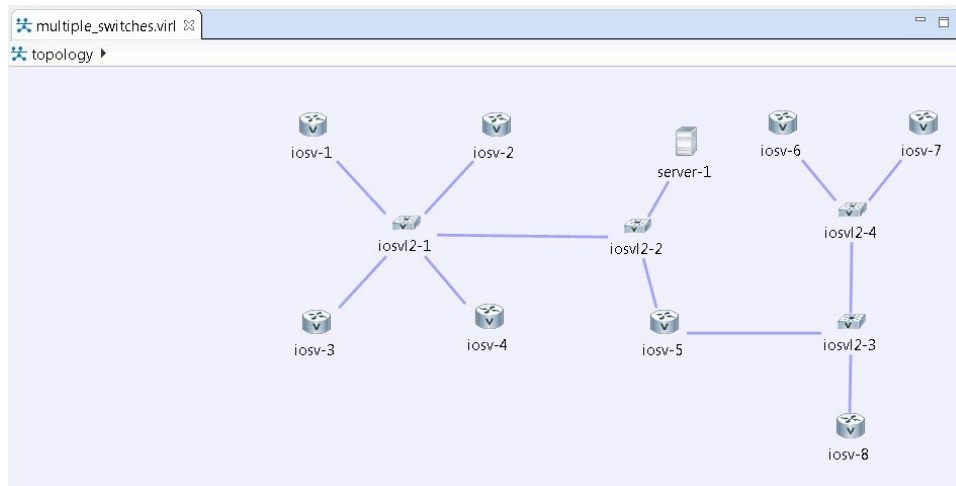 multiple_switches.virl
topology
iosv-1
iosv-2
server-1
iosv-6
iosv-7
iosvl2-1
iosvl2-2
iosvl2-4
iosv-3
iosv-4
iosv-5
iosvl2-3
iosv-8